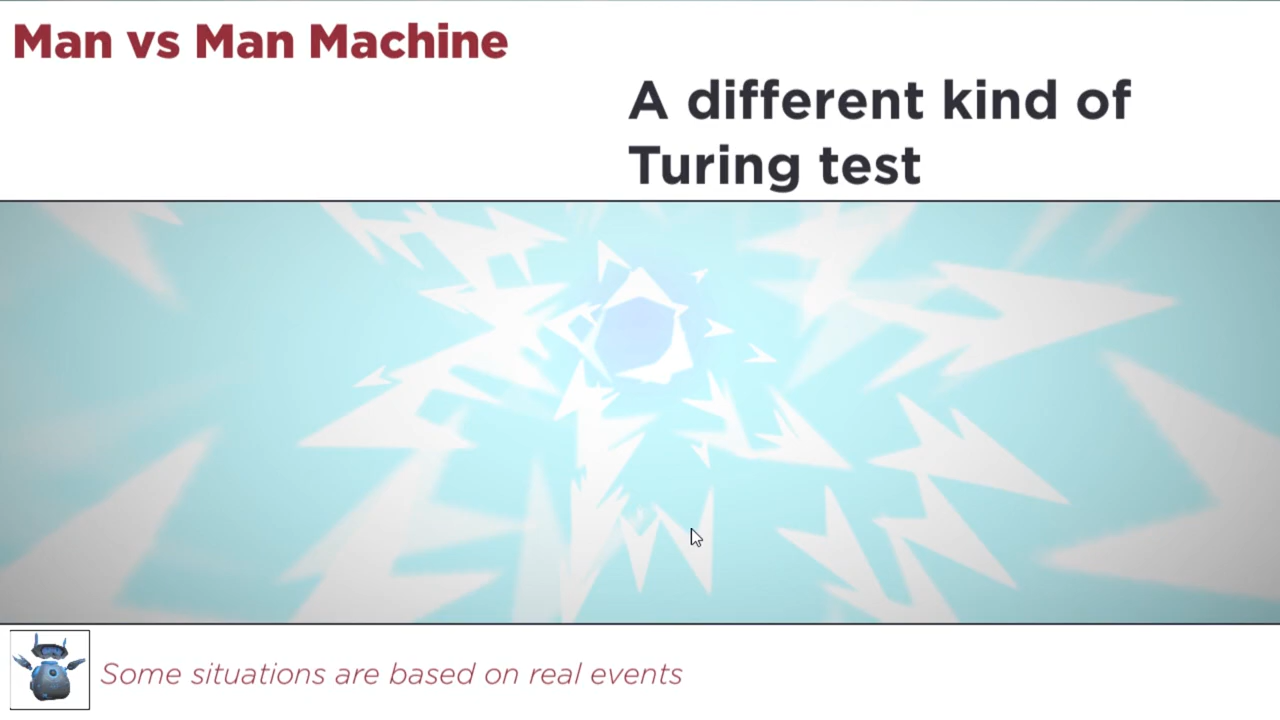 Man vs Man Machine
A different kind of
Turing test
Some situations are based on real events